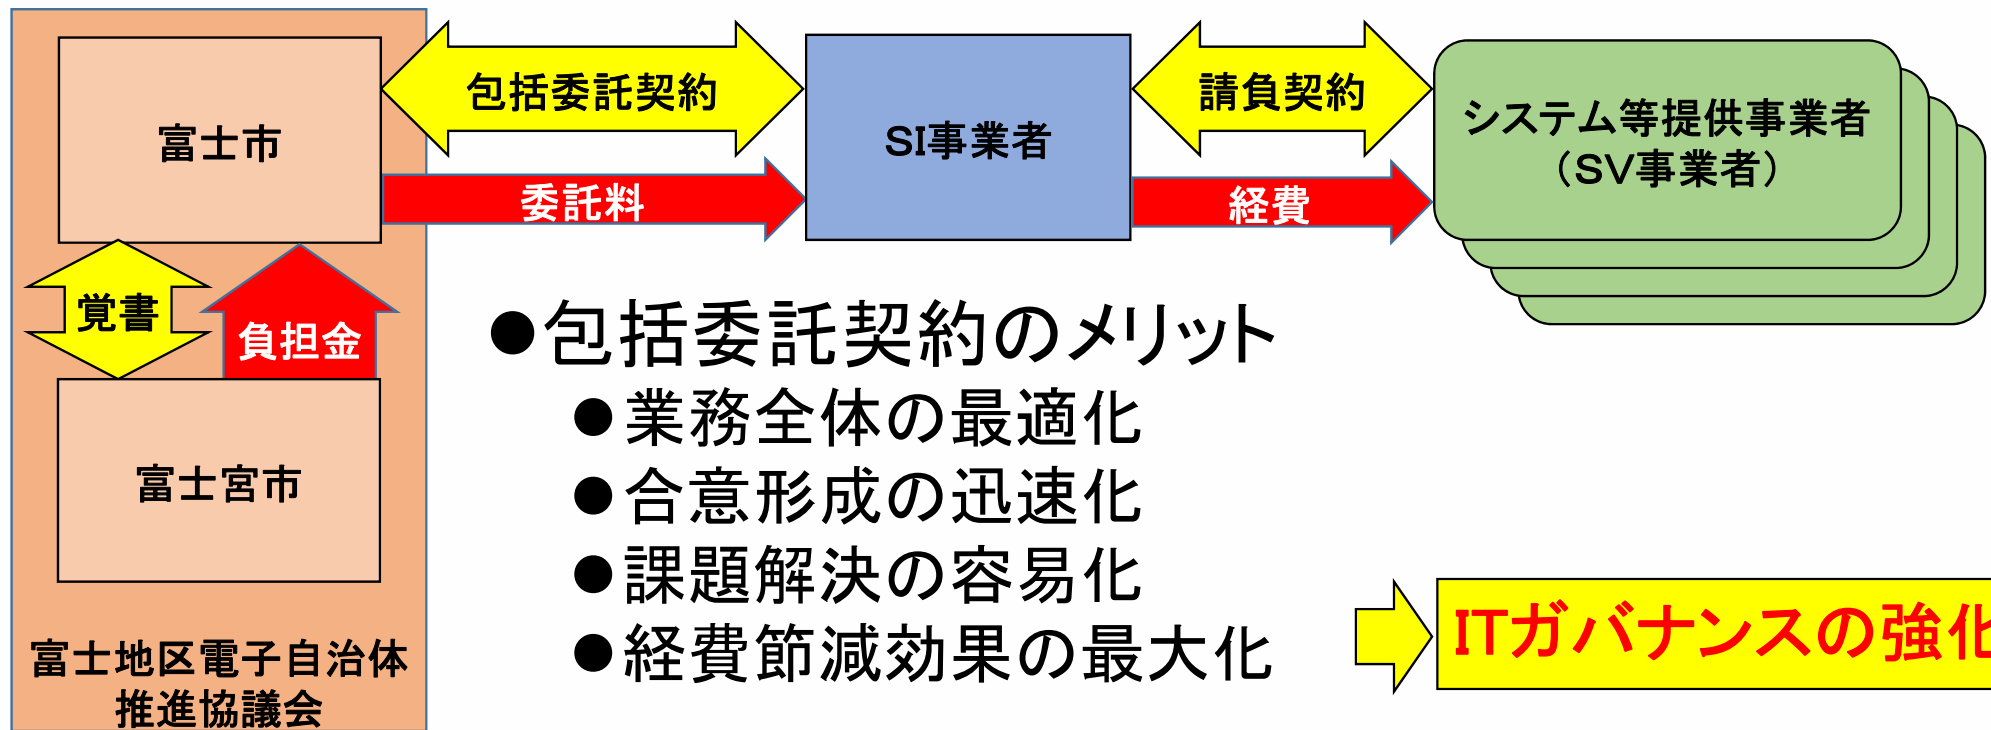 富士市
包括委託契約
委託料
SI事業者
請負契約
経費
システム等提供事業者
（SV事業者）
覚書
負担金
富士宮市
富士地区電子自治体
推進協議会
●包括委託契約のメリット
●業務全体の最適化
●合意形成の迅速化
●課題解決の容易化
●経費節減効果の最大化
ITガバナンスの強化